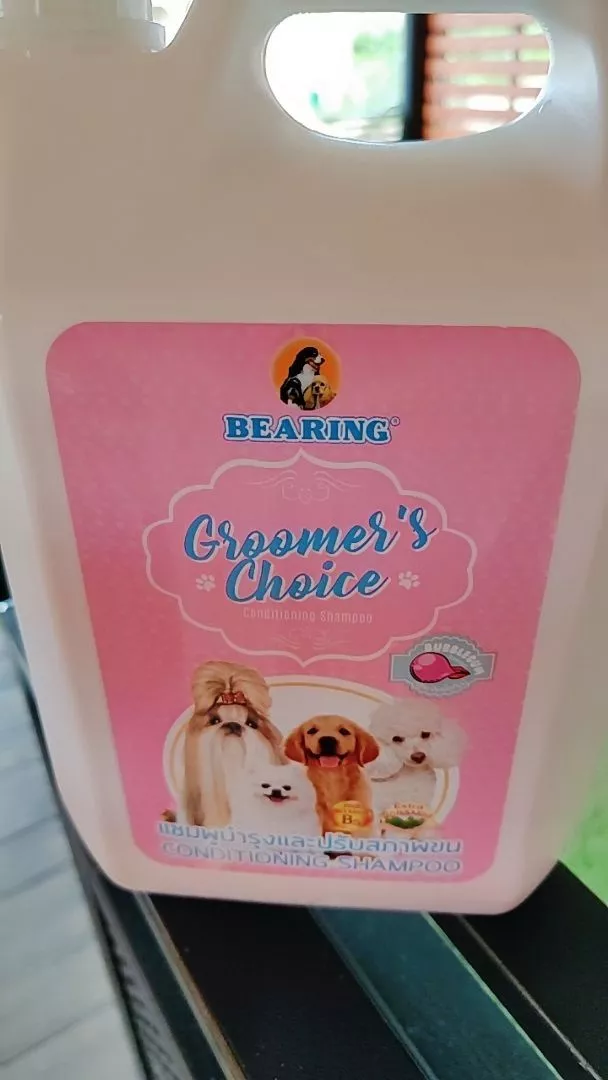 BEARING®
Groomer's
Choice
Conditioning Shampoo
BUBBLEGUM
B
Extra
แชมพูบำรุงและปรับสภาพขน
CONDITIONING SHAMPOO